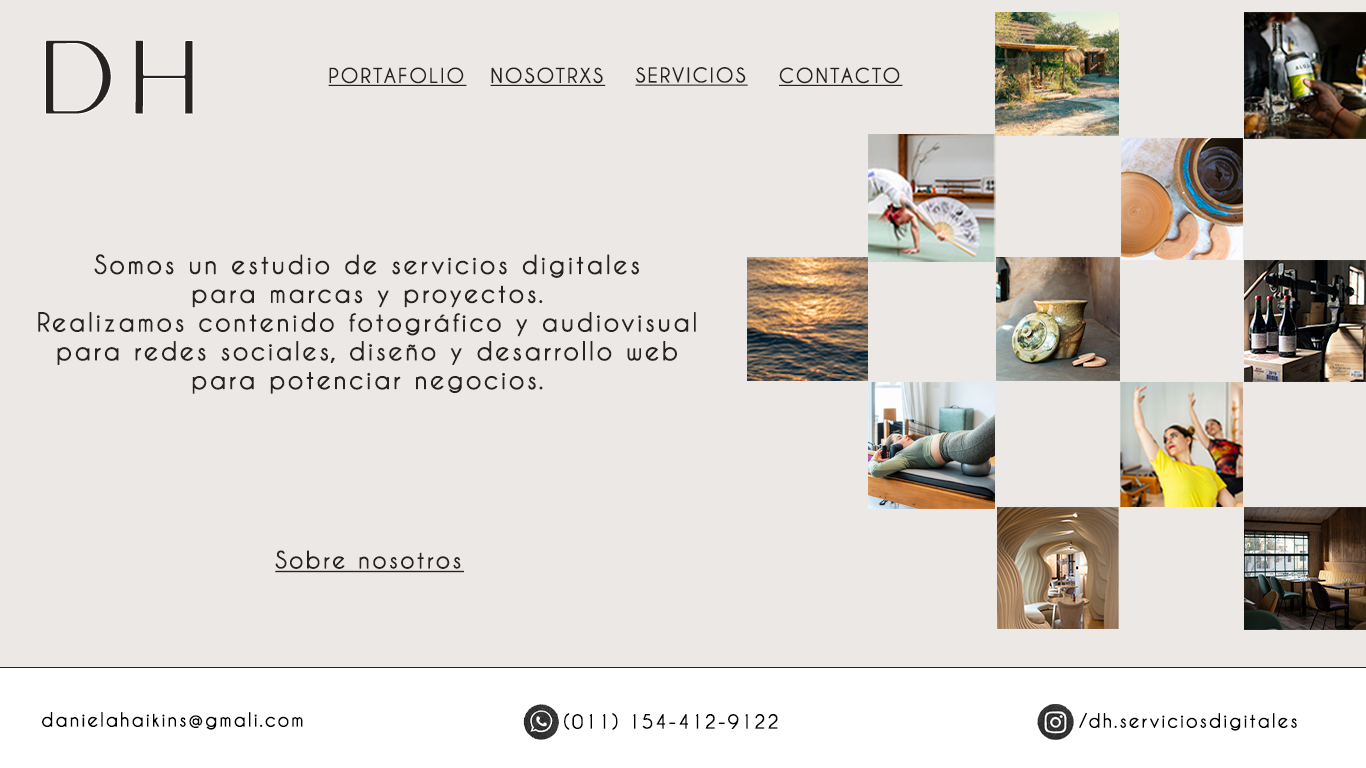 DH
PORTAFOLIO NOSOTRXS SERVICIOS CONTACTO
Somos un estudio de servicios digitales
para marcas y proyectos.
Realizamos contenido fotográfico y audiovisual
para redes sociales, diseño y desarrollo web
para potenciar negocios.
Sobre nosotros
danielahaikins@gmali.com
(011) 154-412-9122
/dh.serviciosdigitales